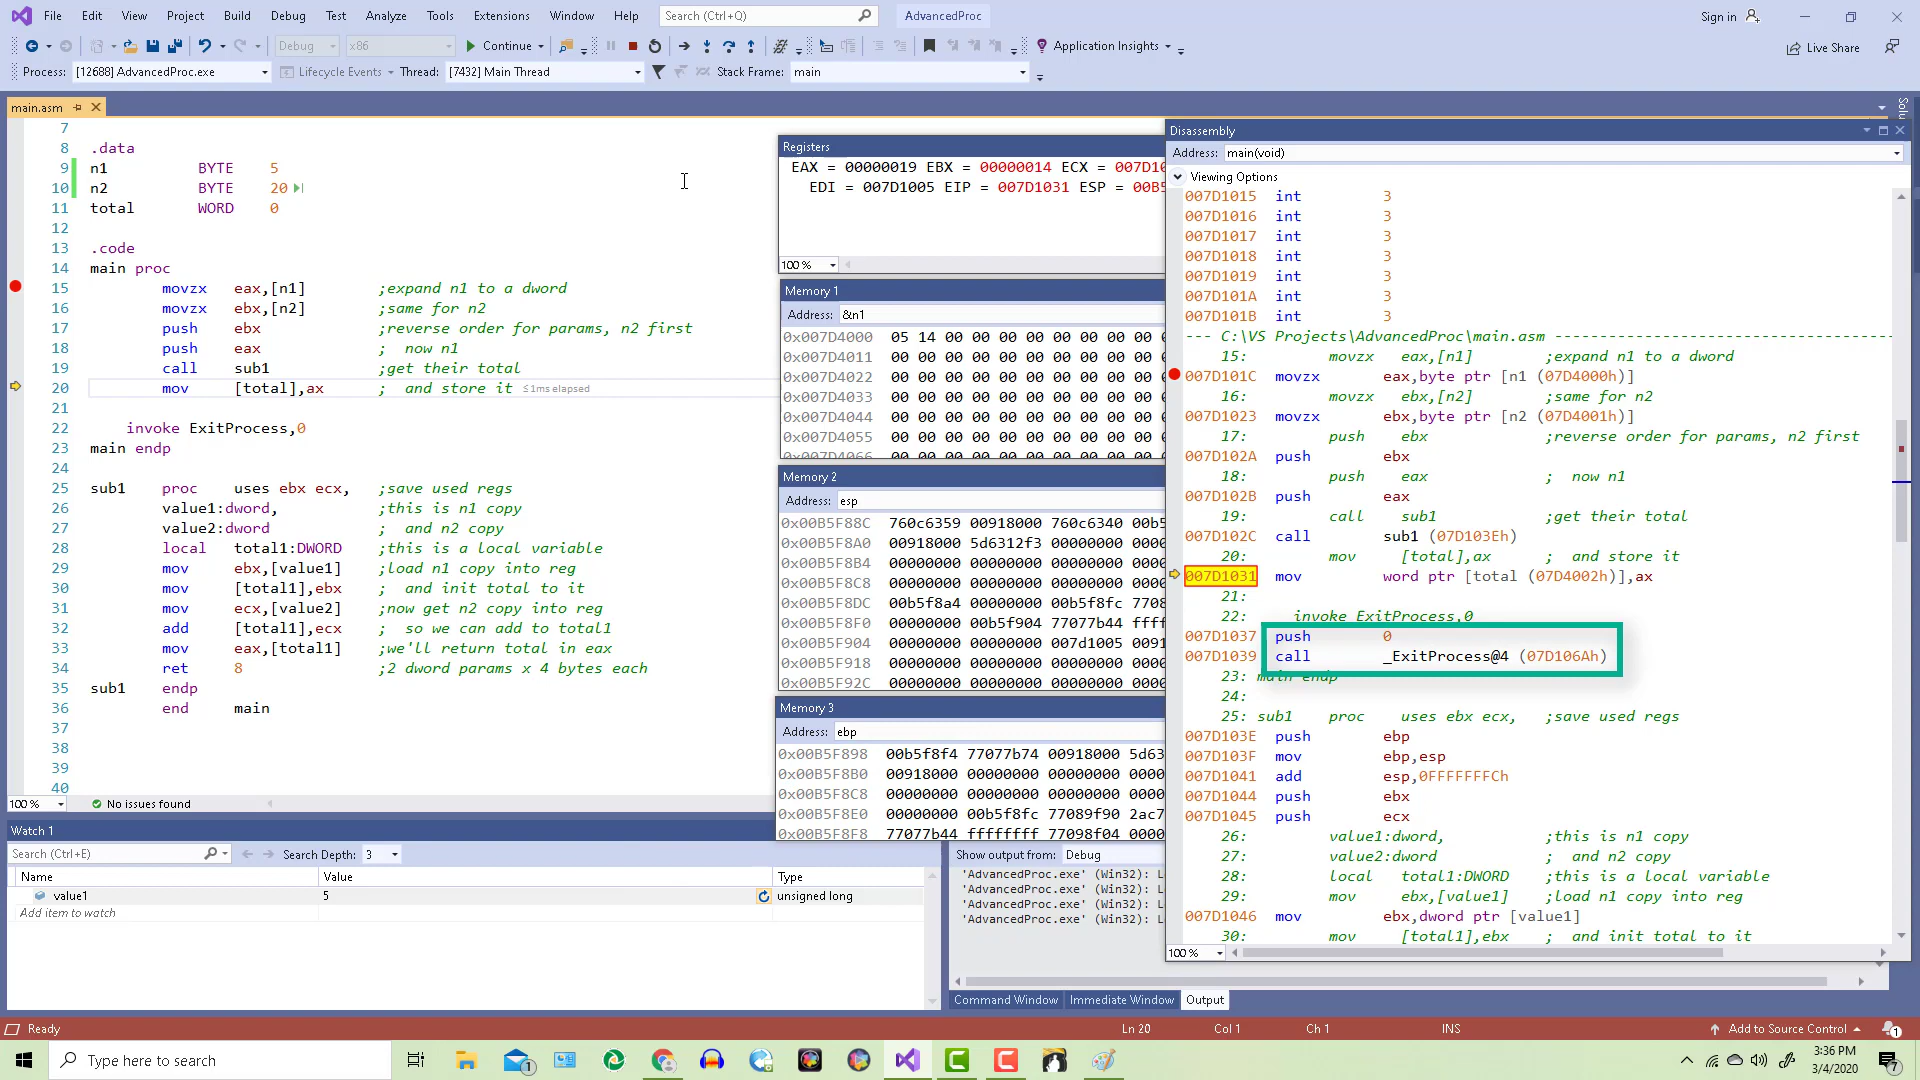 File Edit View Project Build Debug Test Analyze Tools Extensions Window Help Search (Ctrl+Q) AdvancedProc Sign in
Debug x86 Continue Application Insights Live Share
Process: [12688] AdvancedProc.exe Lifecycle Events Thread: [7432] Main Thread Stack Frame: main
main.asm
7
8 .data
9 n1 BYTE 5
10 n2 BYTE 20
11 total WORD 0
12
13 .code
14 main proc
15 movzx eax,[n1] ;expand n1 to a dword
16 movzx ebx,[n2] ;same for n2
17 push ebx ;reverse order for params, n2 first
18 push eax ; now n1
19 call sub1 ;get their total
20 mov [total],ax ; and store it ≤1ms elapsed
21
22 invoke ExitProcess,0
23 main endp
24
25 sub1 proc uses ebx ecx, ;save used regs
26 value1:dword, ;this is n1 copy
27 value2:dword ; and n2 copy
28 local total1:DWORD ;this is a local variable
29 mov ebx,[value1] ;load n1 copy into reg
30 mov [total1],ebx ; and init total to it
31 mov ecx,[value2] ;now get n2 copy into reg
32 add [total1],ecx ; so we can add to total1
33 mov eax,[total1] ;we'll return total in eax
34 ret 8 ;2 dword params x 4 bytes each
35 sub1 endp
36 end main
37
38
39
40
100 % No issues found
Registers
EAX = 00000019 EBX = 00000014 ECX = 007D10
EDI = 007D1005 EIP = 007D1031 ESP = 00B5
100 %
Memory 1
Address: &n1
0x007D4000 05 14 00 00 00 00 00 00 00 00
0x007D4011 00 00 00 00 00 00 00 00 00 00
0x007D4022 00 00 00 00 00 00 00 00 00 00
0x007D4033 00 00 00 00 00 00 00 00 00 00
0x007D4044 00 00 00 00 00 00 00 00 00 00
0x007D4055 00 00 00 00 00 00 00 00 00 00
0x007D4066 00 00 00 00 00 00 00 00 00 00
Memory 2
Address: esp
0x00B5F88C 760c6359 00918000 760c6340 00b5
0x00B5F8A0 00918000 5d6312f3 00000000 0000
0x00B5F8B4 00000000 00000000 00000000 0000
0x00B5F8C8 00000000 00000000 00000000 0000
0x00B5F8DC 00b5f8a4 00000000 00b5f8fc 7708
0x00B5F8F0 00000000 00b5f904 77077b44 ffff
0x00B5F904 00000000 00000000 007d1005 0091
0x00B5F918 00000000 00000000 00000000 0000
0x00B5F92C 00000000 00000000 00000000 0000
Memory 3
Address: ebp
0x00B5F898 00b5f8f4 77077b74 00918000 5d63
0x00B5F8B0 00918000 00000000 00000000 0000
0x00B5F8C8 00000000 00000000 00000000 0000
0x00B5F8E0 00000000 00b5f8fc 77089f90 2ac7
0x00B5F8F8 77077b44 ffffffff 77098f04 0000
Disassembly
Address: main(void)
Viewing Options
007D1015 int 3
007D1016 int 3
007D1017 int 3
007D1018 int 3
007D1019 int 3
007D101A int 3
007D101B int 3
--- C:\VS Projects\AdvancedProc\main.asm
15: movzx eax,[n1] ;expand n1 to a dword
007D101C movzx eax,byte ptr [n1 (07D4000h)]
16: movzx ebx,[n2] ;same for n2
007D1023 movzx ebx,byte ptr [n2 (07D4001h)]
17: push ebx ;reverse order for params, n2 first
007D102A push ebx
18: push eax ; now n1
007D102B push eax
19: call sub1 ;get their total
007D102C call sub1 (07D103Eh)
20: mov [total],ax ; and store it
007D1031 mov word ptr [total (07D4002h)],ax
21:
22: invoke ExitProcess,0
007D1037 push 0
007D1039 call _ExitProcess@4 (07D106Ah)
23: main endp
24:
25: sub1 proc uses ebx ecx, ;save used regs
007D103E push ebp
007D103F mov ebp,esp
007D1041 add esp,0FFFFFFFCh
007D1044 push ebx
007D1045 push ecx
26: value1:dword, ;this is n1 copy
27: value2:dword ; and n2 copy
28: local total1:DWORD ;this is a local variable
29: mov ebx,[value1] ;load n1 copy into reg
007D1046 mov ebx,dword ptr [value1]
30: mov [total1],ebx ; and init total to it
100 %
Watch 1
Search (Ctrl+E) Search Depth: 3
Name Value Type
value1 5 unsigned long
Add item to watch
Show output from: Debug
'AdvancedProc.exe' (Win32): L
'AdvancedProc.exe' (Win32): L
'AdvancedProc.exe' (Win32): L
'AdvancedProc.exe' (Win32): L
Command Window Immediate Window Output
Ready Ln 20 Col 1 Ch 1 INS Add to Source Control 1
Type here to search
3:36 PM
3/4/2020